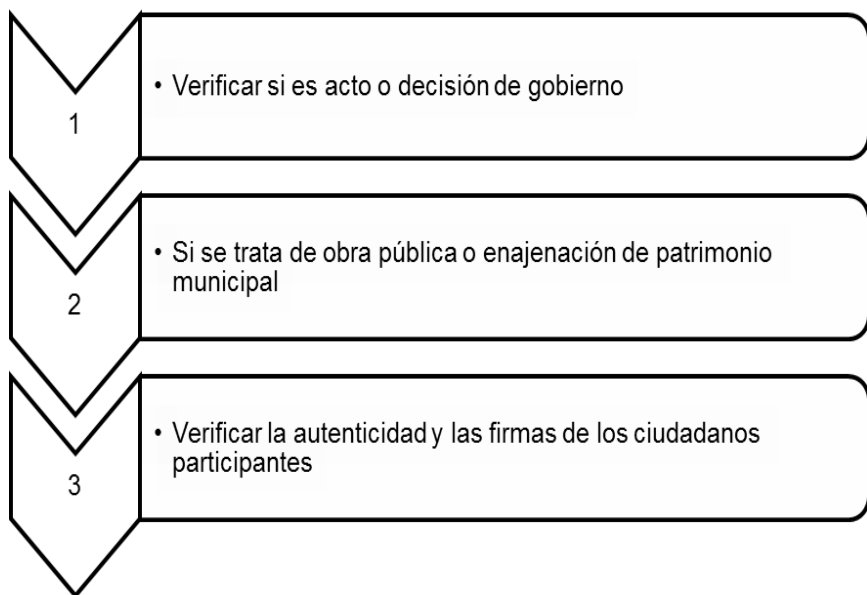 1
• Verificar si es acto o decisión de gobierno
2
• Si se trata de obra pública o enajenación de patrimonio
municipal
3
• Verificar la autenticidad y las firmas de los ciudadanos
participantes